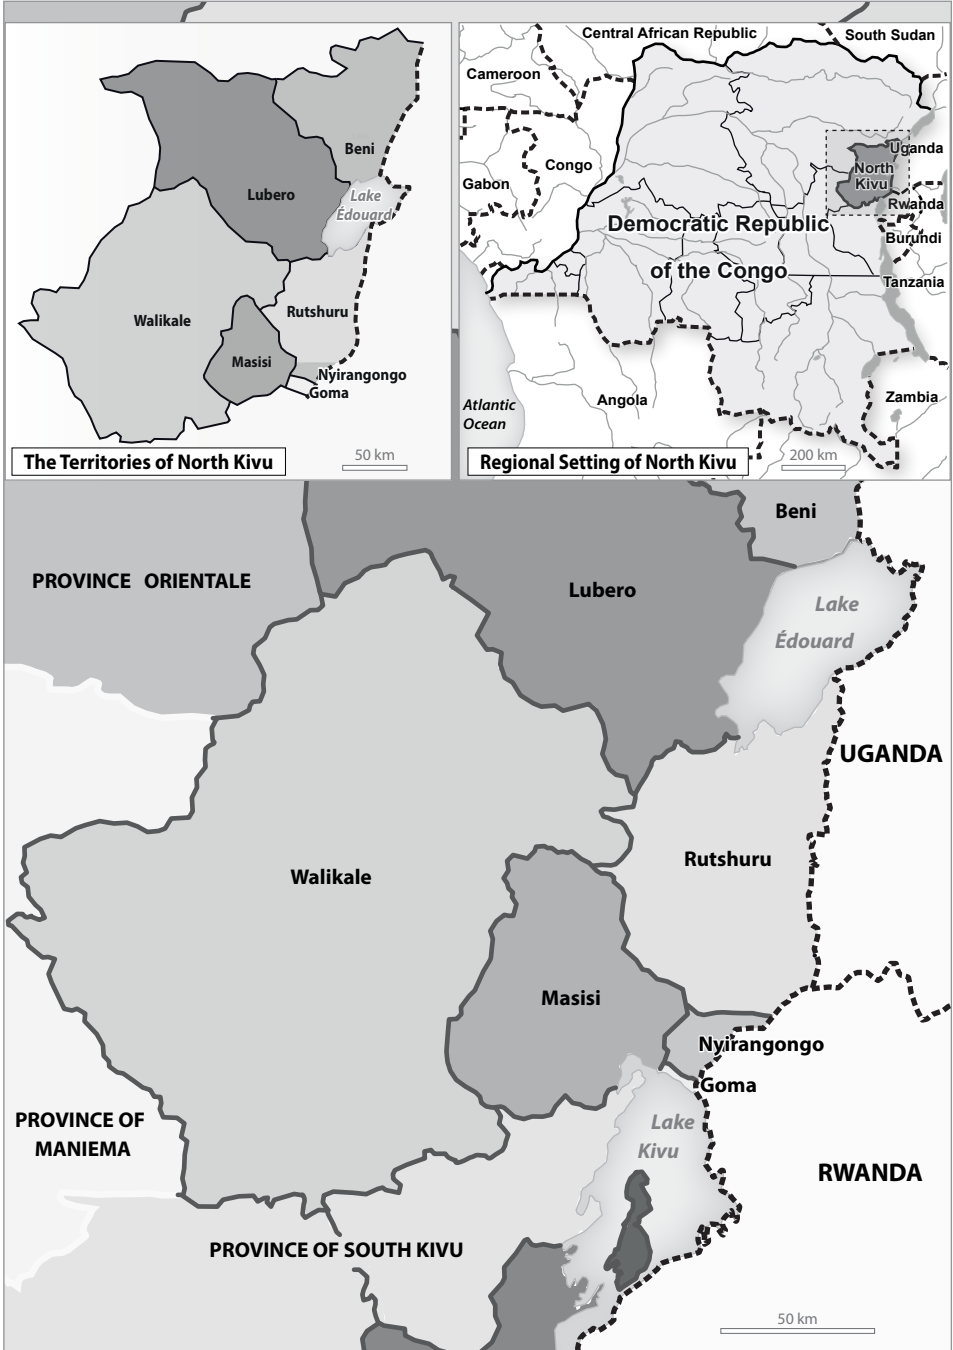 Beni
Lubero
Lake
Édouard
Walikale
Rutshuru
Masisi
Nyirangongo
Goma
The Territories of North Kivu
50 km
Central African Republic
South Sudan
Cameroon
Uganda
Congo
North
Kivu
Gabon
Rwanda
Democratic Republic
of the Congo
Burundi
Tanzania
Atlantic
Ocean
Angola
Zambia
Regional Setting of North Kivu
200 km
Beni
PROVINCE ORIENTALE
Lubero
Lake
Édouard
UGANDA
Rutshuru
Walikale
Masisi
Nyirangongo
Goma
PROVINCE OF
MANIEMA
Lake
Kivu
RWANDA
PROVINCE OF SOUTH KIVU
50 km